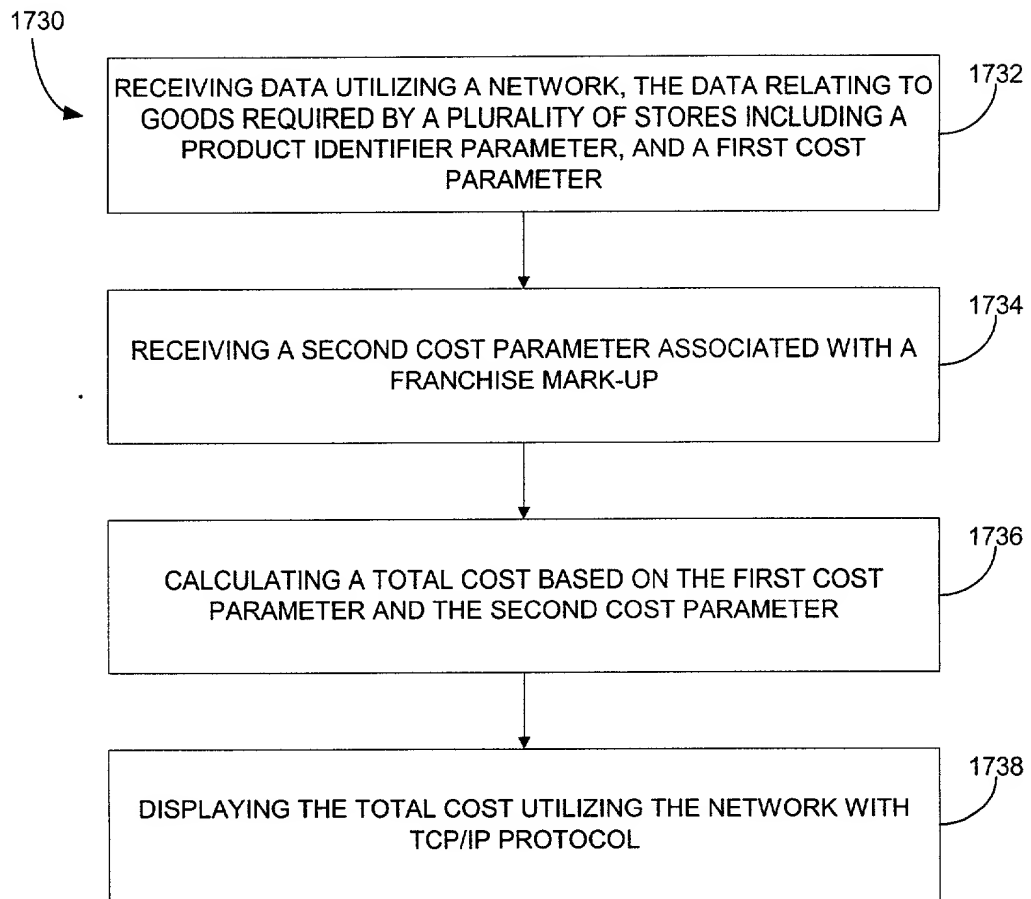 1730
RECEIVING DATA UTILIZING A NETWORK, THE DATA RELATING TO
GOODS REQUIRED BY A PLURALITY OF STORES INCLUDING A
PRODUCT IDENTIFIER PARAMETER, AND A FIRST COST
PARAMETER
1732
RECEIVING A SECOND COST PARAMETER ASSOCIATED WITH A
FRANCHISE MARK-UP
1734
CALCULATING A TOTAL COST BASED ON THE FIRST COST
PARAMETER AND THE SECOND COST PARAMETER
1736
DISPLAYING THE TOTAL COST UTILIZING THE NETWORK WITH
TCP/IP PROTOCOL
1738